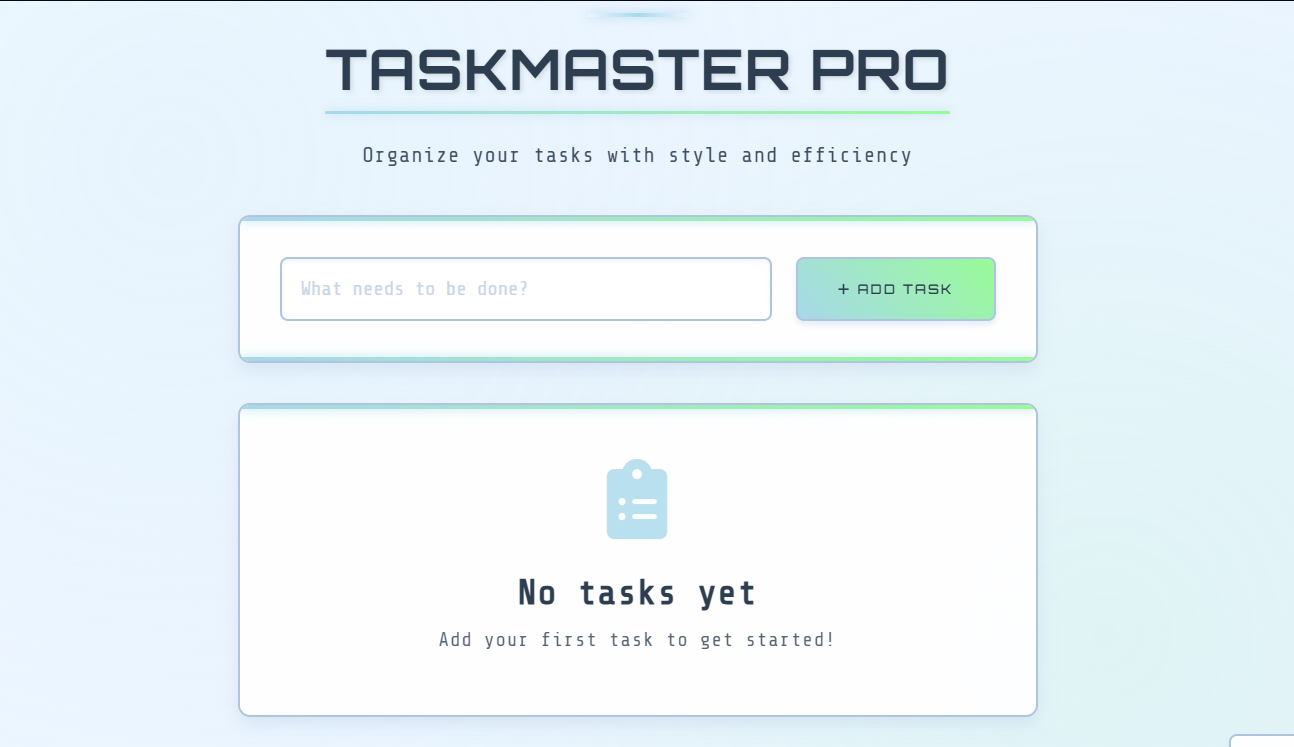 TASKMASTER PRO
Organize your tasks with style and efficiency
What needs to be done?
+ ADD TASK
No tasks yet
Add your first task to get started!